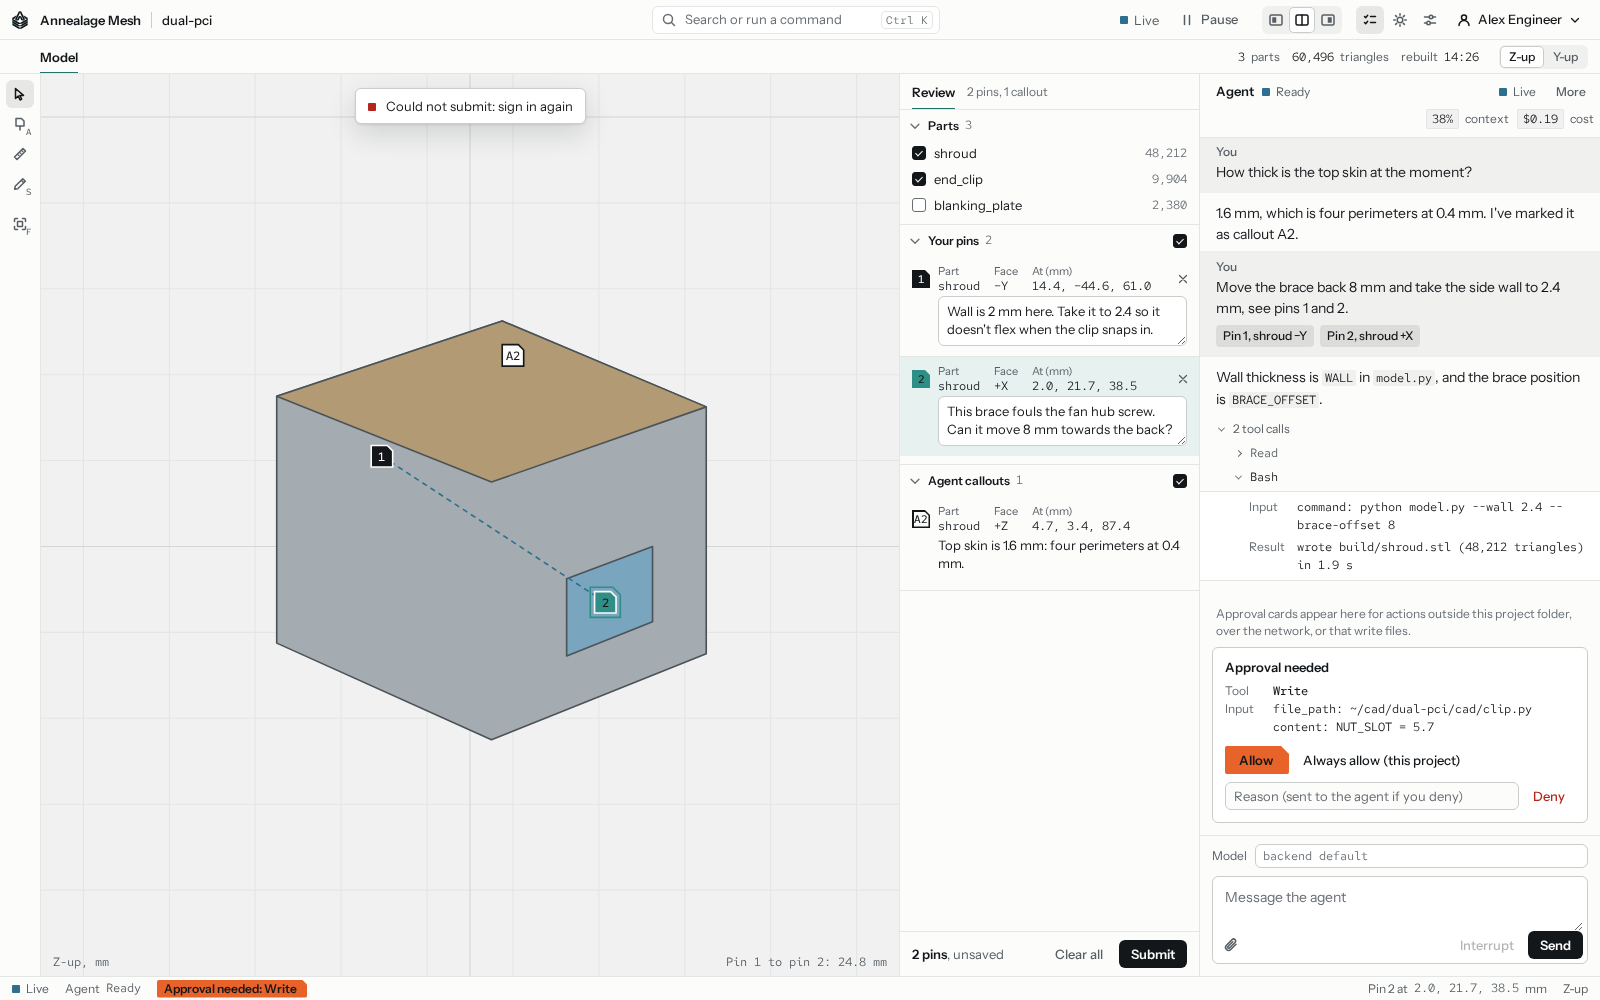 Annealage Mesh
dual-pci
Search or run a command
Ctrl K
Live
Pause
Alex Engineer
Model
3 parts 60,496 triangles rebuilt 14:26
Z-up
Y-up
A
S
F
Could not submit: sign in again
A2
1
2
Z-up, mm
Pin 1 to pin 2: 24.8 mm
Review
2 pins, 1 callout
Parts 3
shroud 48,212
end_clip 9,904
blanking_plate 2,380
Your pins 2
1
Part Face At (mm)
shroud −Y 14.4, −44.6, 61.0
Wall is 2 mm here. Take it to 2.4 so it
doesn't flex when the clip snaps in.
2
Part Face At (mm)
shroud +X 2.0, 21.7, 38.5
This brace fouls the fan hub screw.
Can it move 8 mm towards the back?
Agent callouts 1
A2
Part Face At (mm)
shroud +Z 4.7, 3.4, 87.4
Top skin is 1.6 mm: four perimeters at 0.4
mm.
2 pins, unsaved
Clear all
Submit
Agent
Ready
Live
More
38% context $0.19 cost
You
How thick is the top skin at the moment?
1.6 mm, which is four perimeters at 0.4 mm. I've marked it
as callout A2.
You
Move the brace back 8 mm and take the side wall to 2.4
mm, see pins 1 and 2.
Pin 1, shroud −Y
Pin 2, shroud +X
Wall thickness is WALL in model.py, and the brace position
is BRACE_OFFSET.
2 tool calls
Read
Bash
Input command: python model.py --wall 2.4 --
brace-offset 8
Result wrote build/shroud.stl (48,212 triangles)
in 1.9 s
Approval cards appear here for actions outside this project folder,
over the network, or that write files.
Approval needed
Tool Write
Input file_path: ~/cad/dual-pci/cad/clip.py
content: NUT_SLOT = 5.7
Allow
Always allow (this project)
Reason (sent to the agent if you deny)
Deny
Model
backend default
Message the agent
Interrupt
Send
Live
Agent Ready
Approval needed: Write
Pin 2 at 2.0, 21.7, 38.5 mm
Z-up